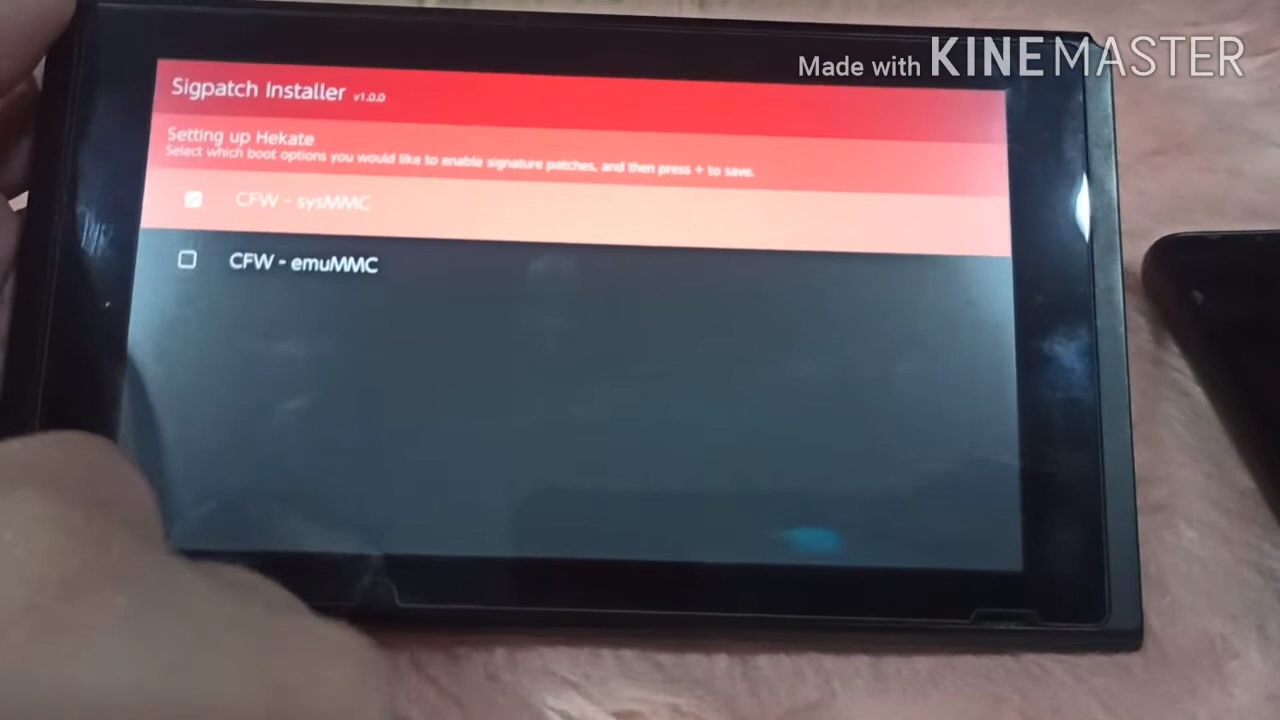 Made with KINEMASTER
Sigpatch Installer v1.0.0
Setting up Hekate
Select which boot options you would like to enable signature patches, and then press + to save.
CFW - sysMMC
CFW - emuMMC